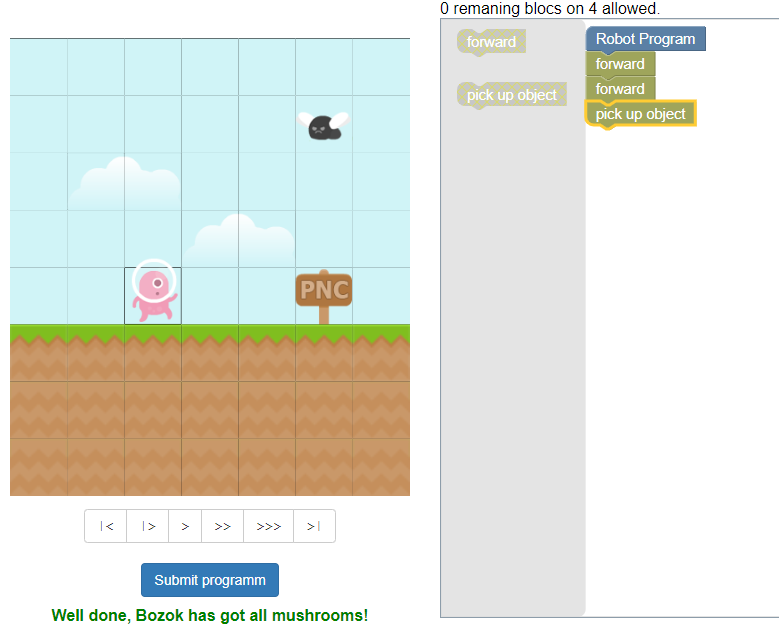 0 remaning blocs on 4 allowed.
forward
pick up object
Robot Program
forward
forward
pick up object
PNC
|< |> > >> >>> >|
Submit programm
Well done, Bozok has got all mushrooms!